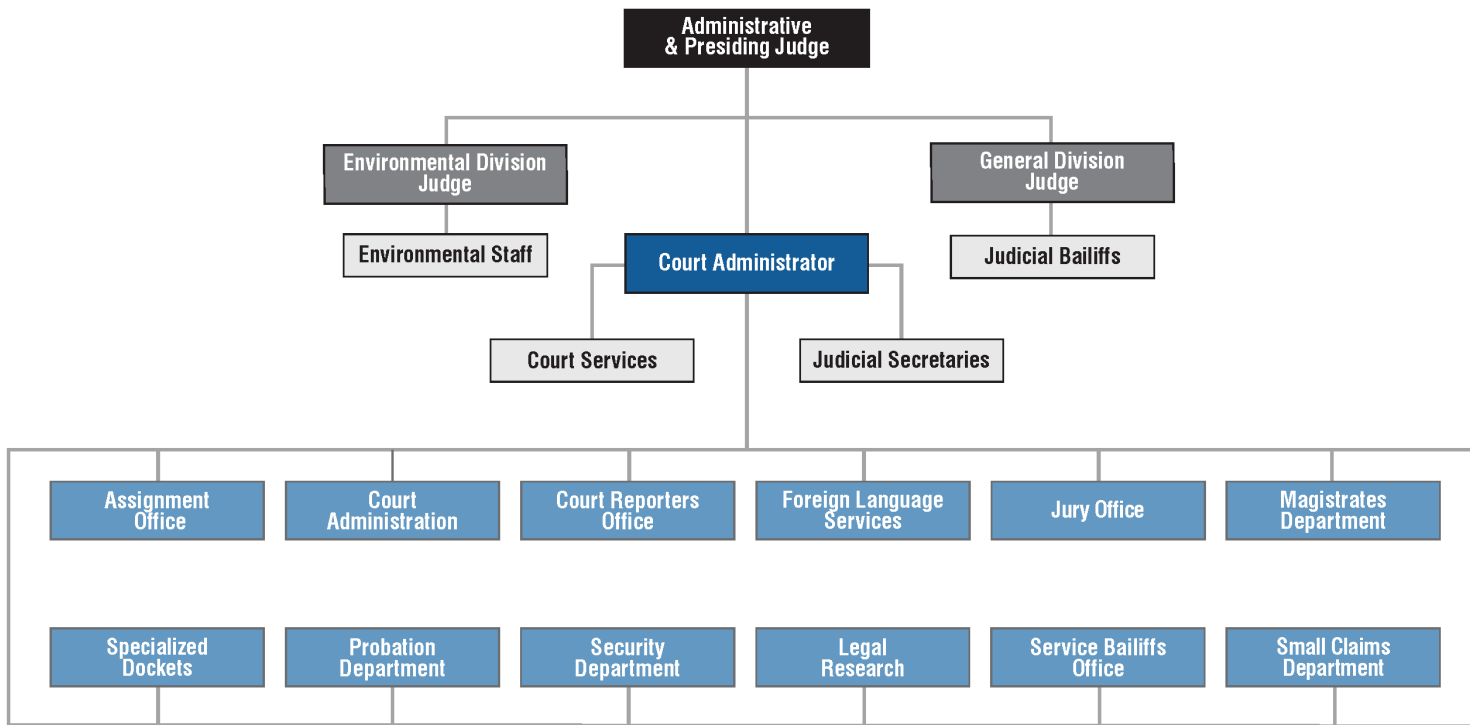 Administrative
& Presiding Judge
Environmental Division
Judge
General Division
Judge
Environmental Staff
Court Administrator
Judicial Bailiffs
Court Services
Judicial Secretaries
Assignment
Office
Court
Administration
Court Reporters
Office
Foreign Language
Services
Jury Office
Magistrates
Department
Specialized
Dockets
Probation
Department
Security
Department
Legal
Research
Service Bailiffs
Office
Small Claims
Department